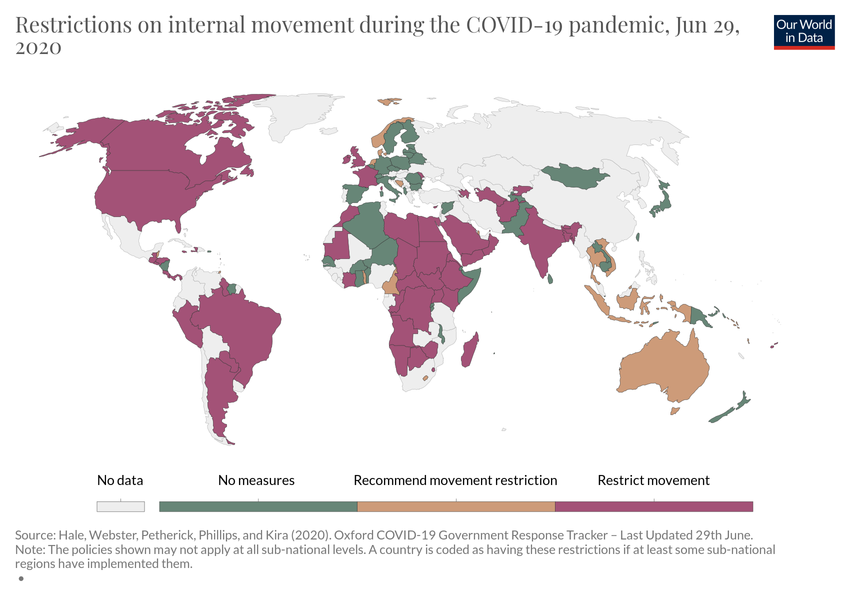 Restrictions on internal movement during the COVID-19 pandemic, Jun 29,
2020
Our World
in Data
No data
No measures
Recommend movement restriction
Restrict movement
Source: Hale, Webster, Petherick, Phillips, and Kira (2020). Oxford COVID-19 Government Response Tracker – Last Updated 29th June.
Note: The policies shown may not apply at all sub-national levels. A country is coded as having these restrictions if at least some sub-national
regions have implemented them.